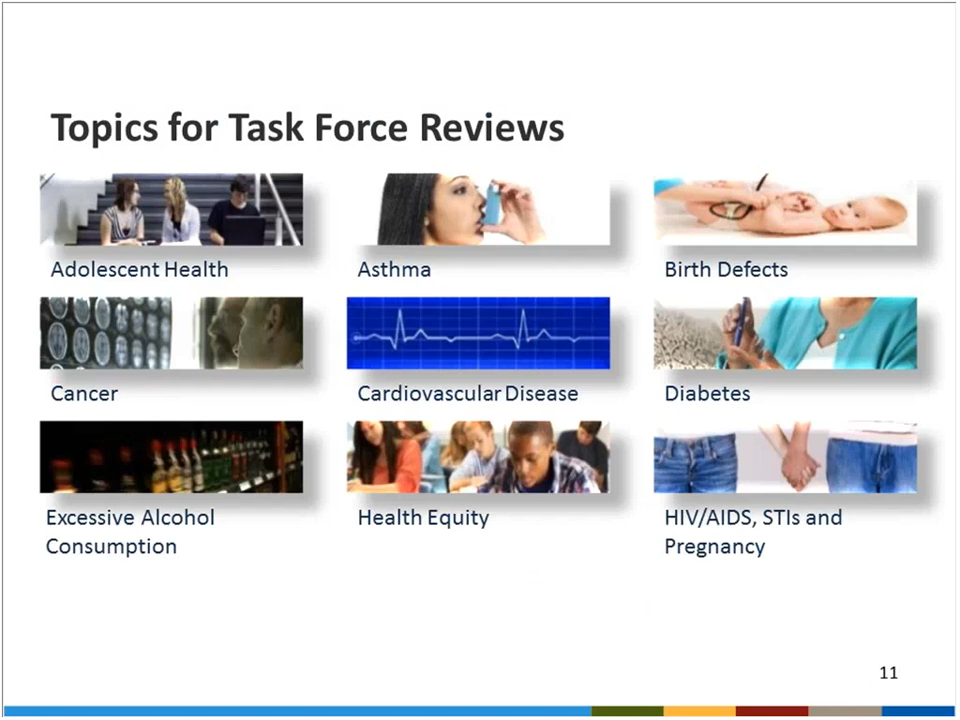 Topics for Task Force Reviews
Adolescent Health
Asthma
Birth Defects
Cancer
Cardiovascular Disease
Diabetes
Excessive Alcohol
Consumption
Health Equity
HIV/AIDS, STIs and
Pregnancy
11